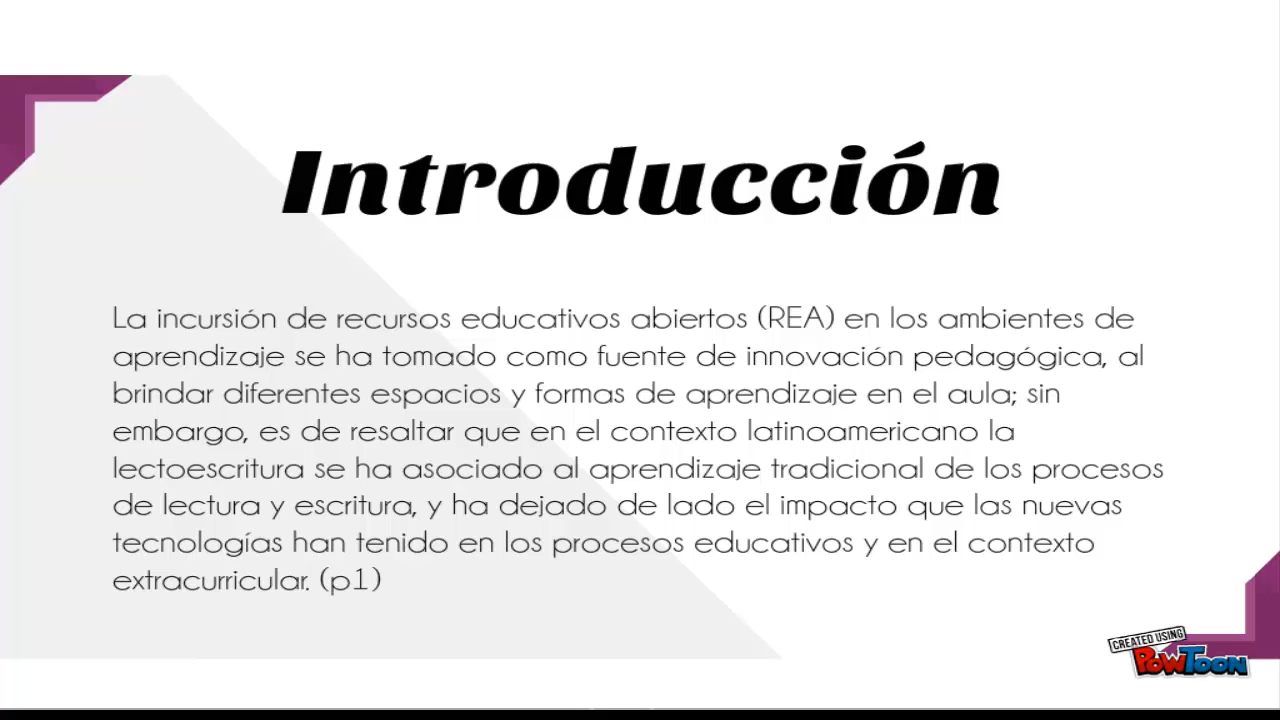 Introducción
La incursión de recursos educativos abiertos (REA) en los ambientes de
aprendizaje se ha tomado como fuente de innovación pedagógica, al
brindar diferentes espacios y formas de aprendizaje en el aula; sin
embargo, es de resaltar que en el contexto latinoamericano la
lectoescritura se ha asociado al aprendizaje tradicional de los procesos
de lectura y escritura, y ha dejado de lado el impacto que las nuevas
tecnologías han tenido en los procesos educativos y en el contexto
extracurricular. (p1)
CREATED USING
POWTOON